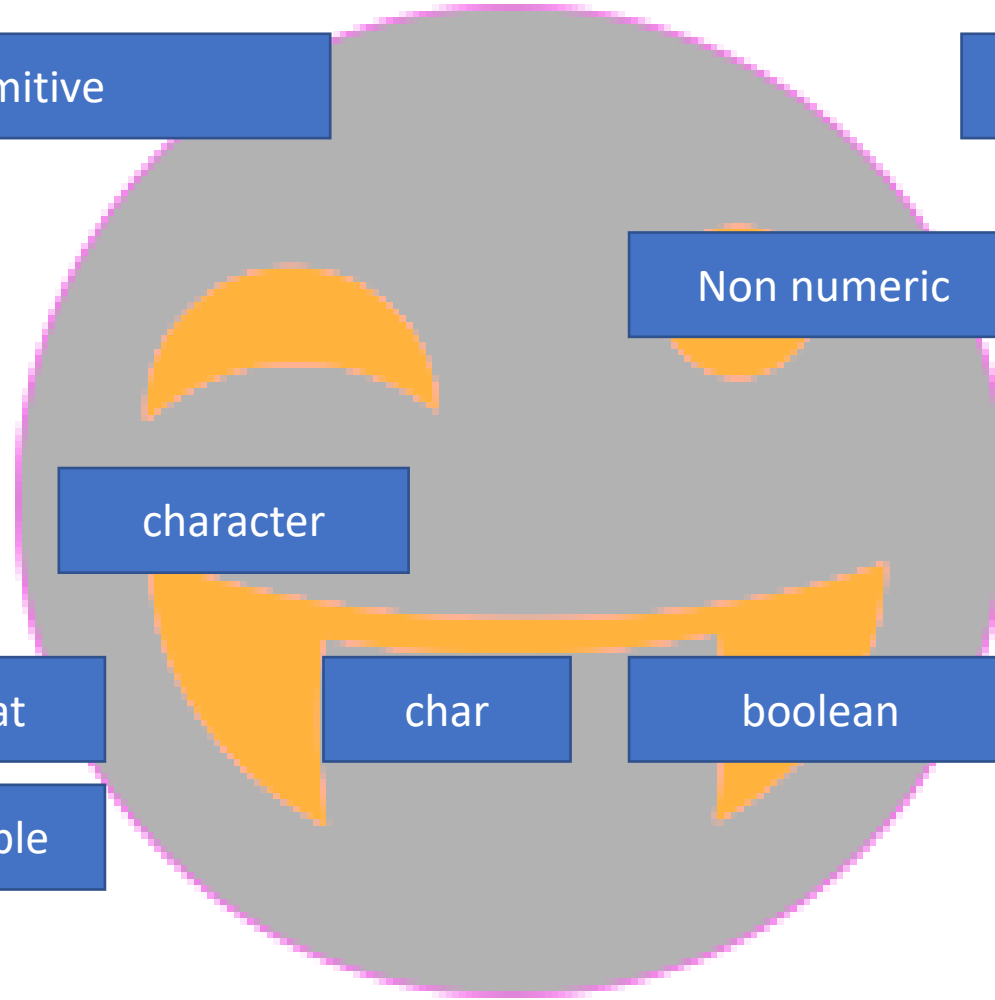 mitive
Non numeric
character
at
char
boolean
ble